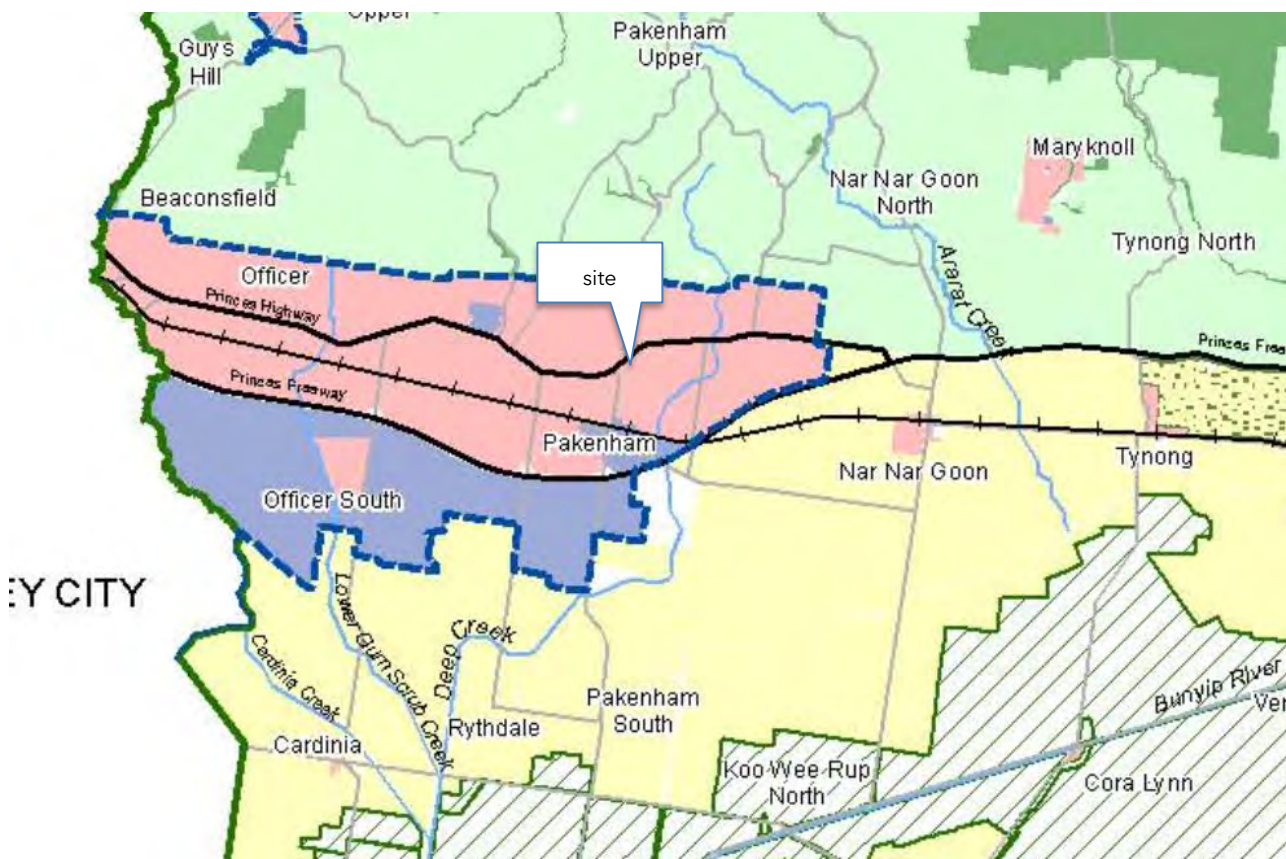 Upper
Guys
Hill
Pakenham
Upper
Maryknoll
Nar Nar Goon
North
Beaconsfield
Tynong North
Officer
site
Ararat Cree
Princes Highway
Princes Free
Princes Freeway
Pakenham
Nar Nar Goon
Tynong
Officer South
EY CITY
Lower Gum Scrub Creek
Deep Creek
Cardinia Creek
Bunyip River
Ver
Pakenham
South
Rythdale
Cardinia
Koo-Wee-Rup
North
Cora Lynn